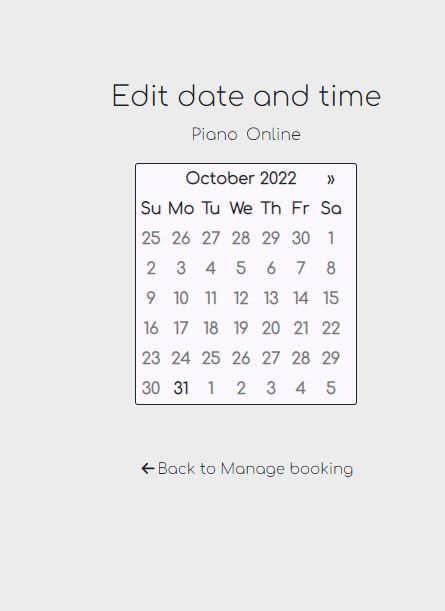 Edit date and time
Piano Online
October 2022 »
Su Mo Tu We Th Fr Sa
25 26 27 28 29 30 1
2 3 4 5 6 7 8
9 10 11 12 13 14 15
16 17 18 19 20 21 22
23 24 25 26 27 28 29
30 31 1 2 3 4 5
←Back to Manage booking